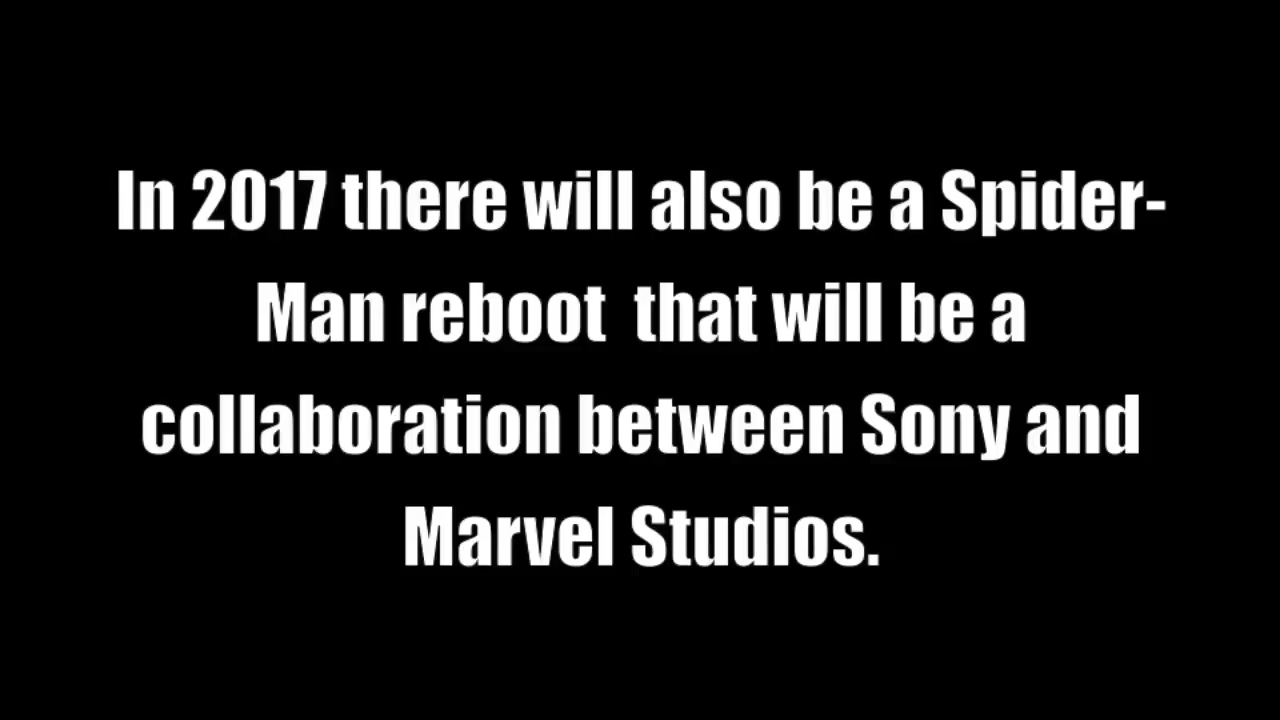 In 2017 there will also be a Spider-
Man reboot  that will be a
collaboration between Sony and
Marvel Studios.